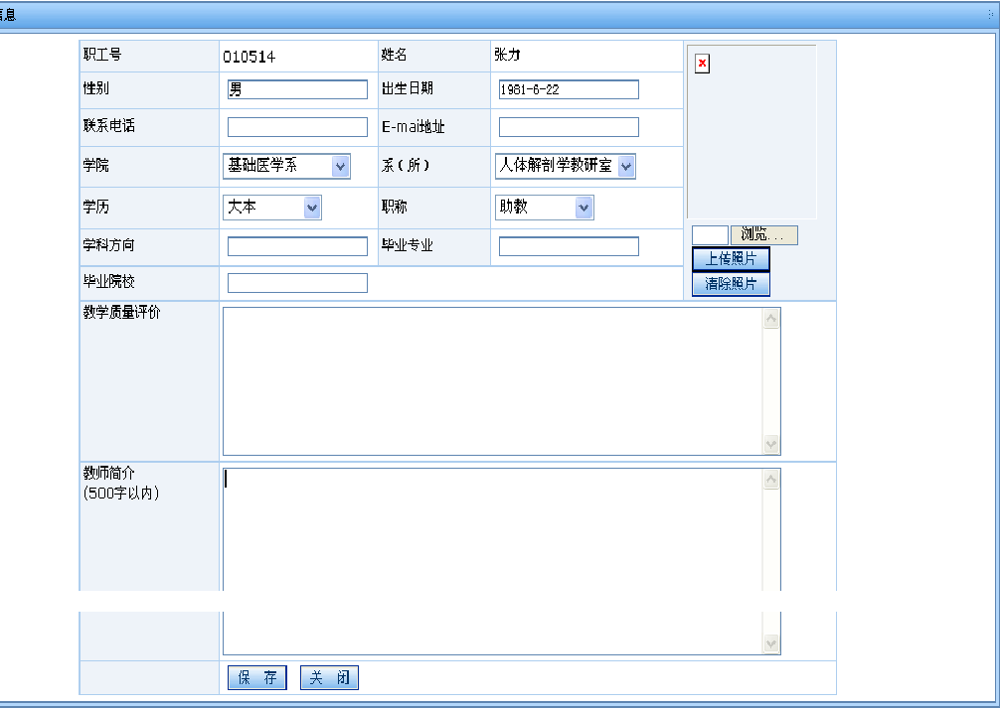 信息
职工号 010514 姓名 张力
性别 男 出生日期 1981-6-22
联系电话 E-mai地址
学院 基础医学系 系(所) 人体解剖学教研室
学历 大本 职称 助教
学科方向 毕业专业
浏览...
上传照片
毕业院校
清除照片
教学质量评价
教师简介
(500字以内)
保 存 关 闭